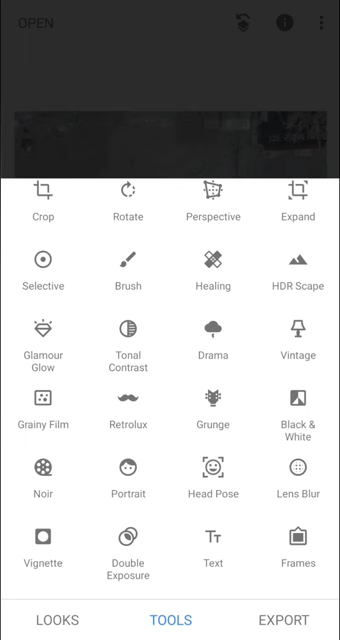 OPEN
Crop Rotate Perspective Expand
Selective Brush Healing HDR Scape
Glamour Glow Tonal Contrast Drama Vintage
Grainy Film Retrolux Grunge Black & White
Noir Portrait Head Pose Lens Blur
Vignette Double Exposure Text Frames
LOOKS TOOLS EXPORT